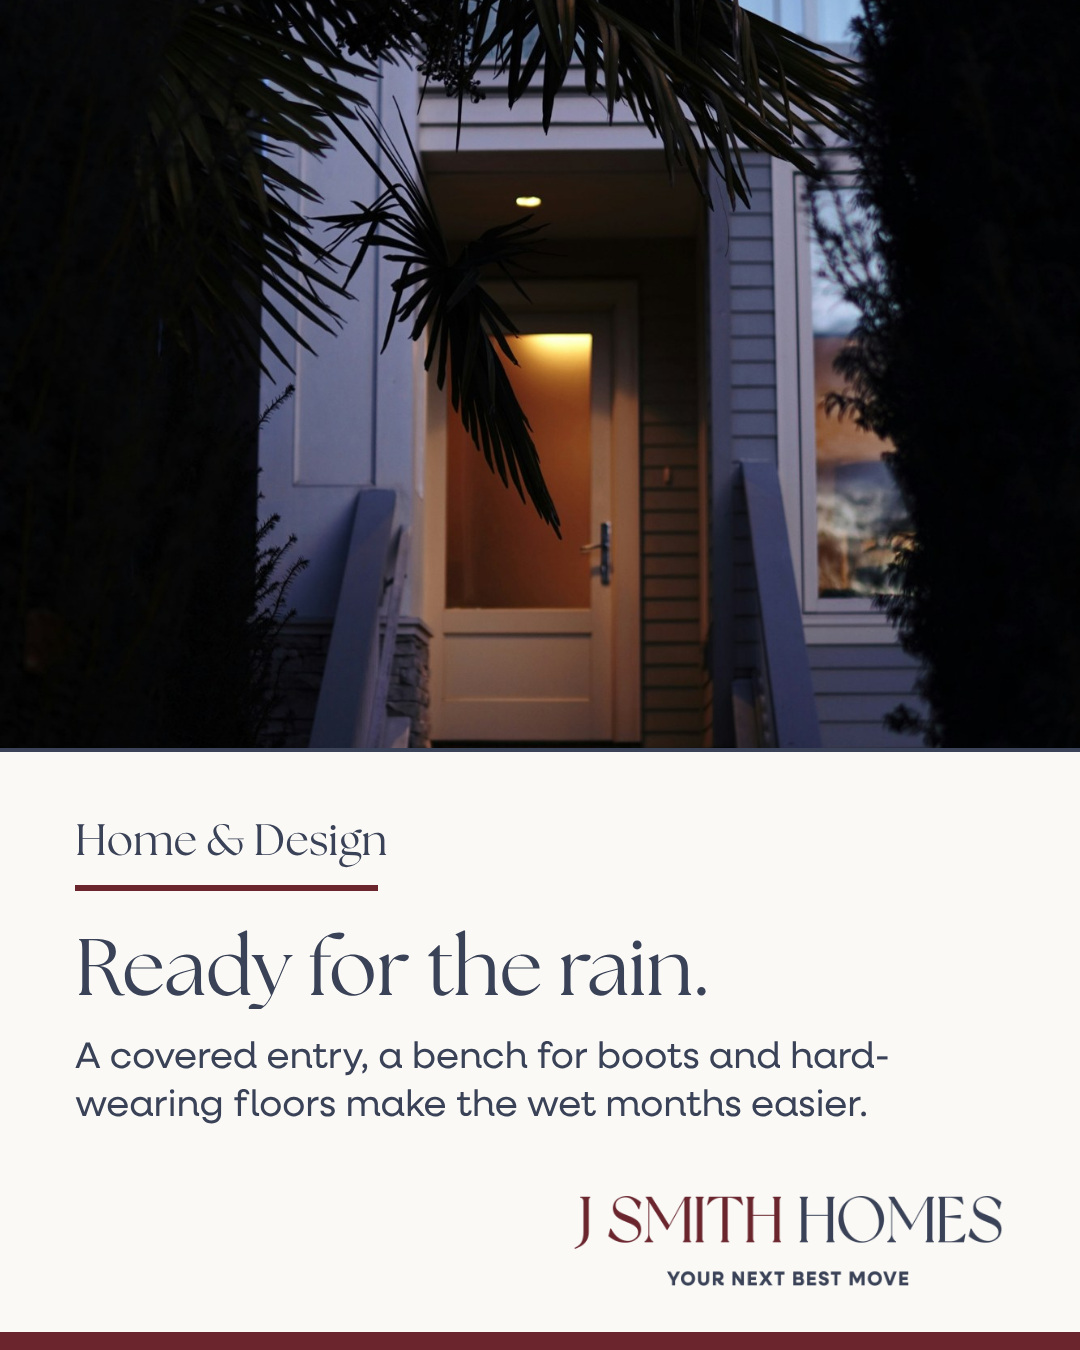 Home & Design
Ready for the rain.
A covered entry, a bench for boots and hard-
wearing floors make the wet months easier.
J SMITH HOMES
YOUR NEXT BEST MOVE